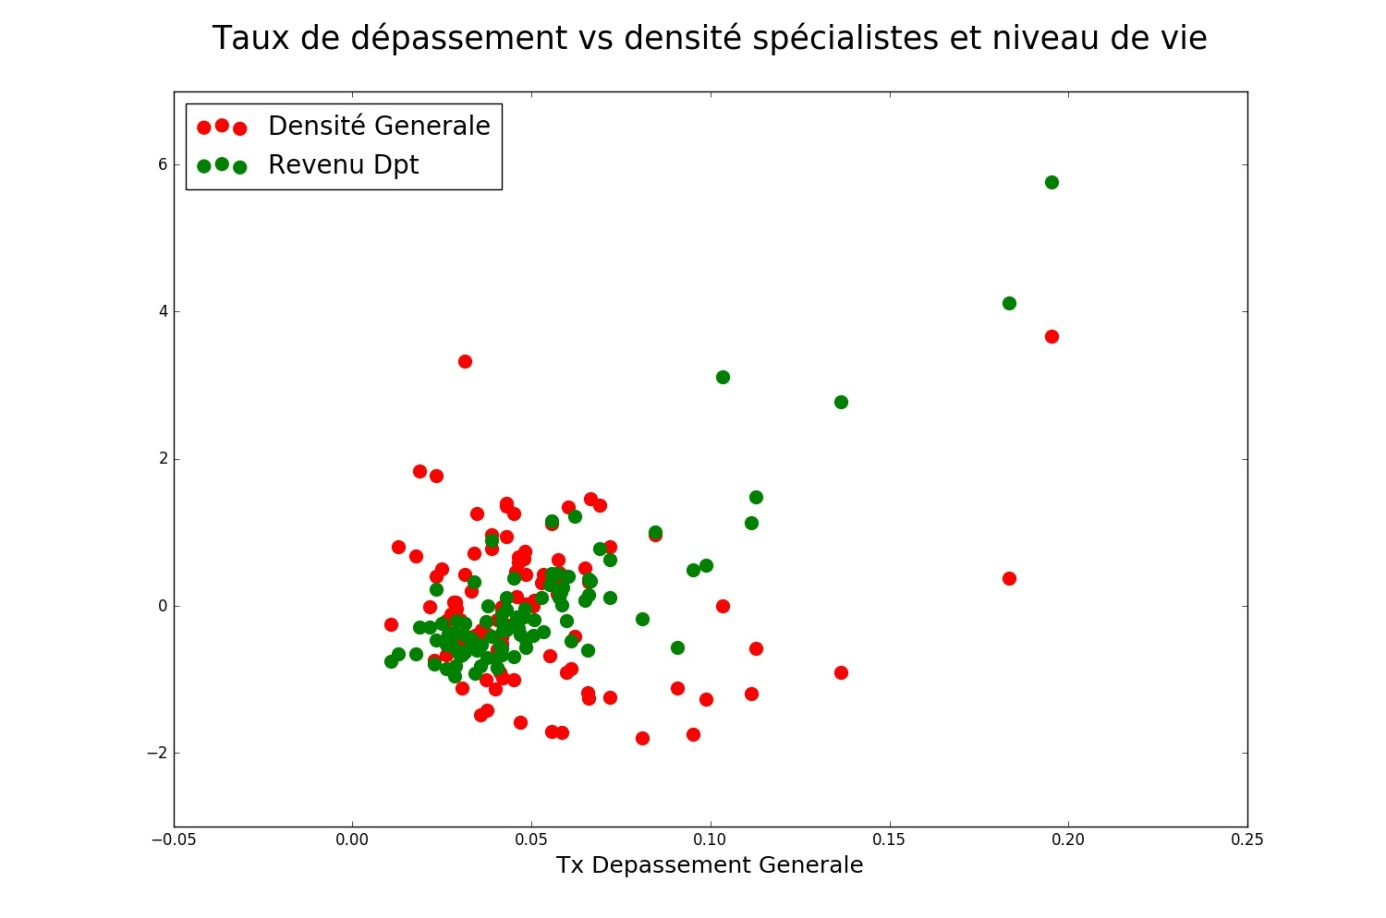 Taux de dépassement vs densité spécialistes et niveau de vie
Densité Generale
Revenu Dpt
6
4
2
0
−2
−0.05 0.00 0.05 0.10 0.15 0.20 0.25
Tx Depassement Generale